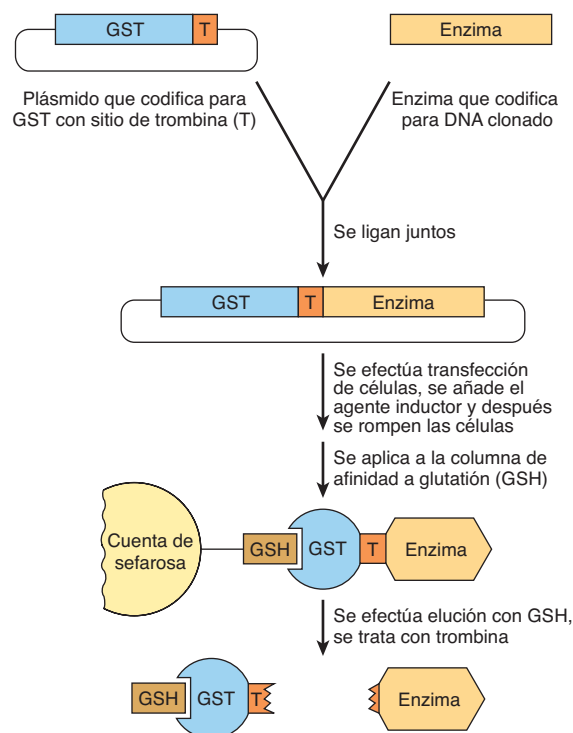 GST T
Enzima
Plásmido que codifica para
GST con sitio de trombina (T)
Enzima que codifica
para DNA clonado
Se ligan juntos
GST T Enzima
Se efectúa transfección
de células, se añade el
agente inductor y después
se rompen las células
Se aplica a la columna de
afinidad a glutatión (GSH)
Cuenta de
sefarosa
GSH GST T Enzima
Se efectúa elución con GSH,
se trata con trombina
GSH GST T Enzima